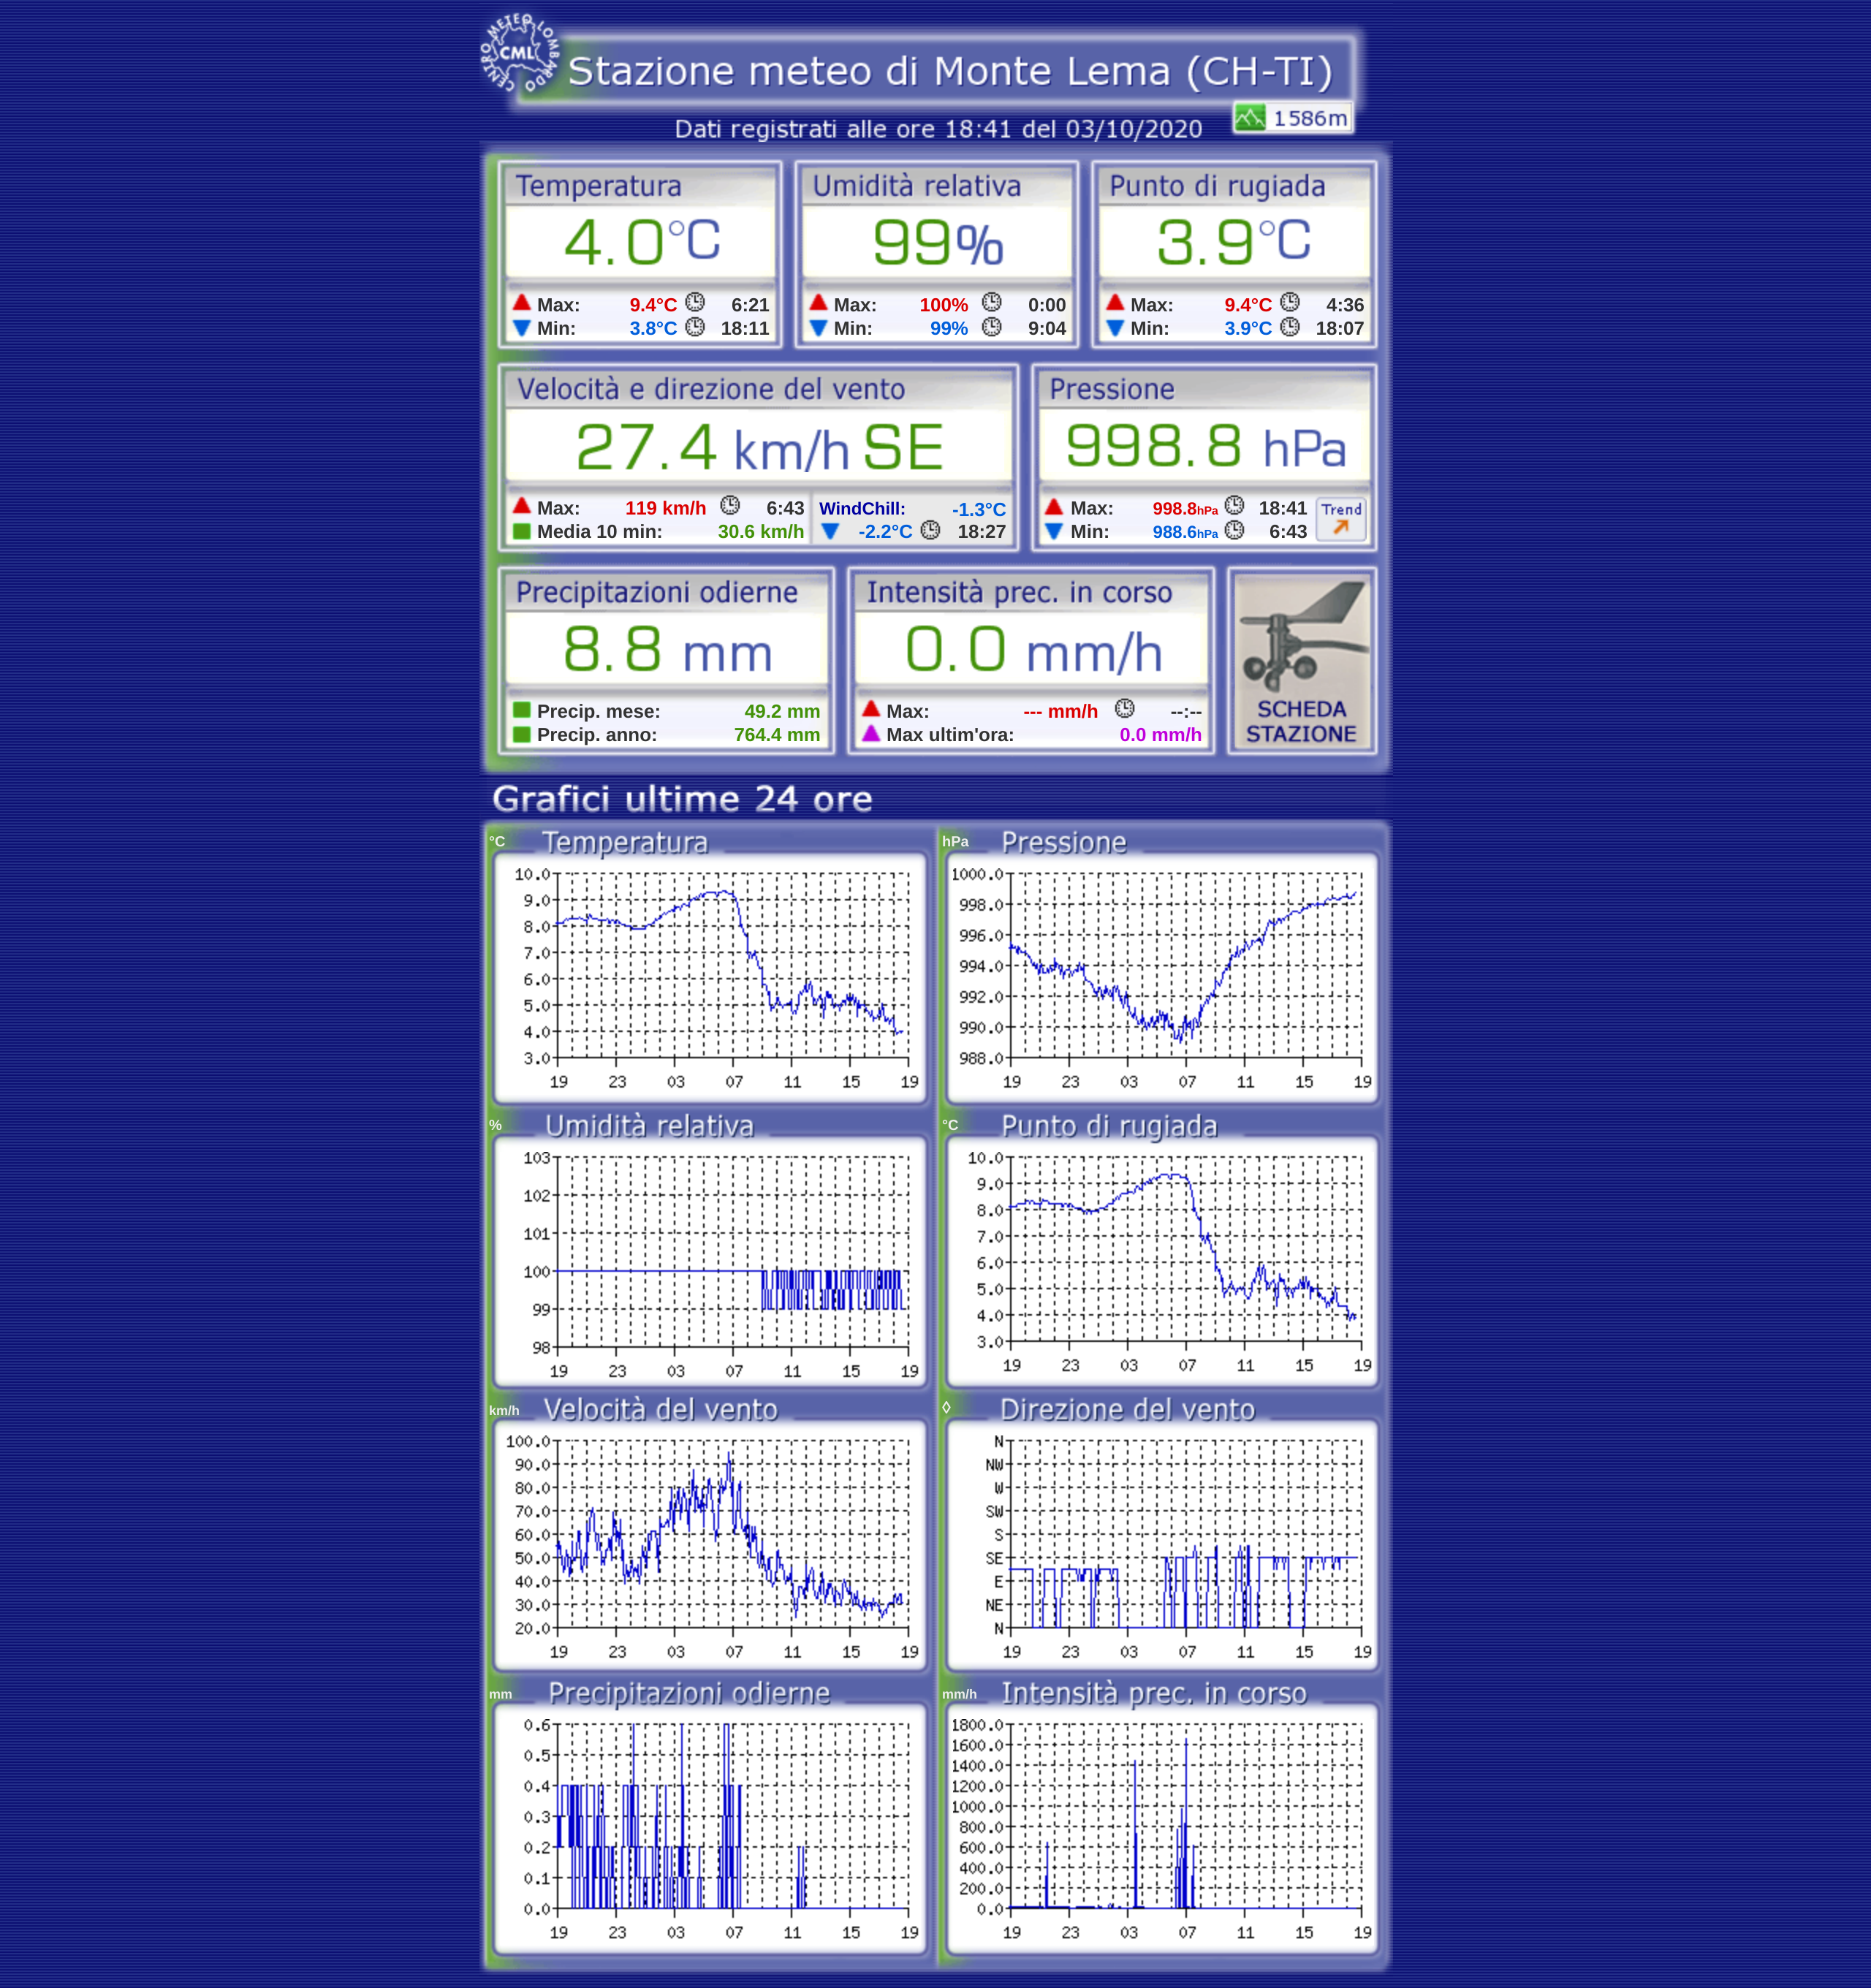 CENTRO METEO LOMBARDO
CML
Stazione meteo di Monte Lema (CH-TI)
1586m
Dati registrati alle ore 18:41 del 03/10/2020
Temperatura Umidità relativa Punto di rugiada
4.0°C 99% 3.9°C
Max: 9.4°C 6:21 Max: 100% 0:00 Max: 9.4°C 4:36
Min: 3.8°C 18:11 Min: 99% 9:04 Min: 3.9°C 18:07
Velocità e direzione del vento Pressione
27.4 km/h SE 998.8 hPa
Max: 119 km/h 6:43 WindChill: -1.3°C Max: 998.8hPa 18:41 Trend
Media 10 min: 30.6 km/h -2.2°C 18:27 Min: 988.6hPa 6:43
Precipitazioni odierne Intensità prec. in corso
8.8 mm 0.0 mm/h
Precip. mese: 49.2 mm Max: --- mm/h --:-- SCHEDA
Precip. anno: 764.4 mm Max ultim'ora: 0.0 mm/h STAZIONE
Grafici ultime 24 ore
°C Temperatura
10.0
9.0
8.0
7.0
6.0
5.0
4.0
3.0
19 23 03 07 11 15 19
hPa Pressione
1000.0
998.0
996.0
994.0
992.0
990.0
988.0
19 23 03 07 11 15 19
% Umidità relativa
103
102
101
100
99
98
19 23 03 07 11 15 19
°C Punto di rugiada
10.0
9.0
8.0
7.0
6.0
5.0
4.0
3.0
19 23 03 07 11 15 19
km/h Velocità del vento
100.0
90.0
80.0
70.0
60.0
50.0
40.0
30.0
20.0
19 23 03 07 11 15 19
◊ Direzione del vento
N
NW
W
SW
S
SE
E
NE
N
19 23 03 07 11 15 19
mm Precipitazioni odierne
0.6
0.5
0.4
0.3
0.2
0.1
0.0
19 23 03 07 11 15 19
mm/h Intensità prec. in corso
1800.0
1600.0
1400.0
1200.0
1000.0
800.0
600.0
400.0
200.0
0.0
19 23 03 07 11 15 19